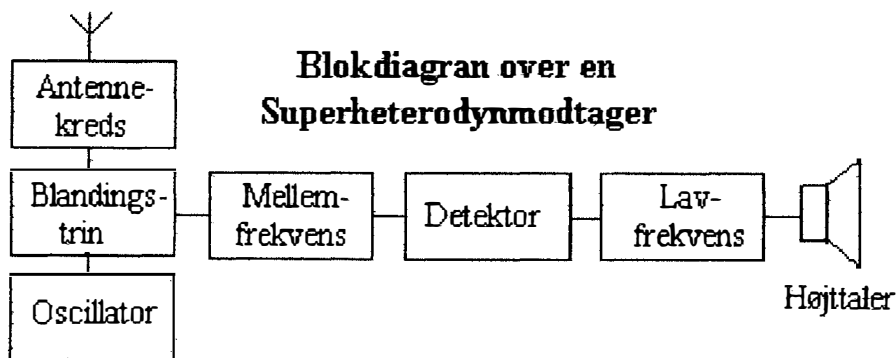 Blokdiagran over en
Superheterodynmodtager
Antenne-
kreds
Blandings-
trin
Mellem-
frekvens
Detektor
Lav-
frekvens
Højttaler
Oscillator